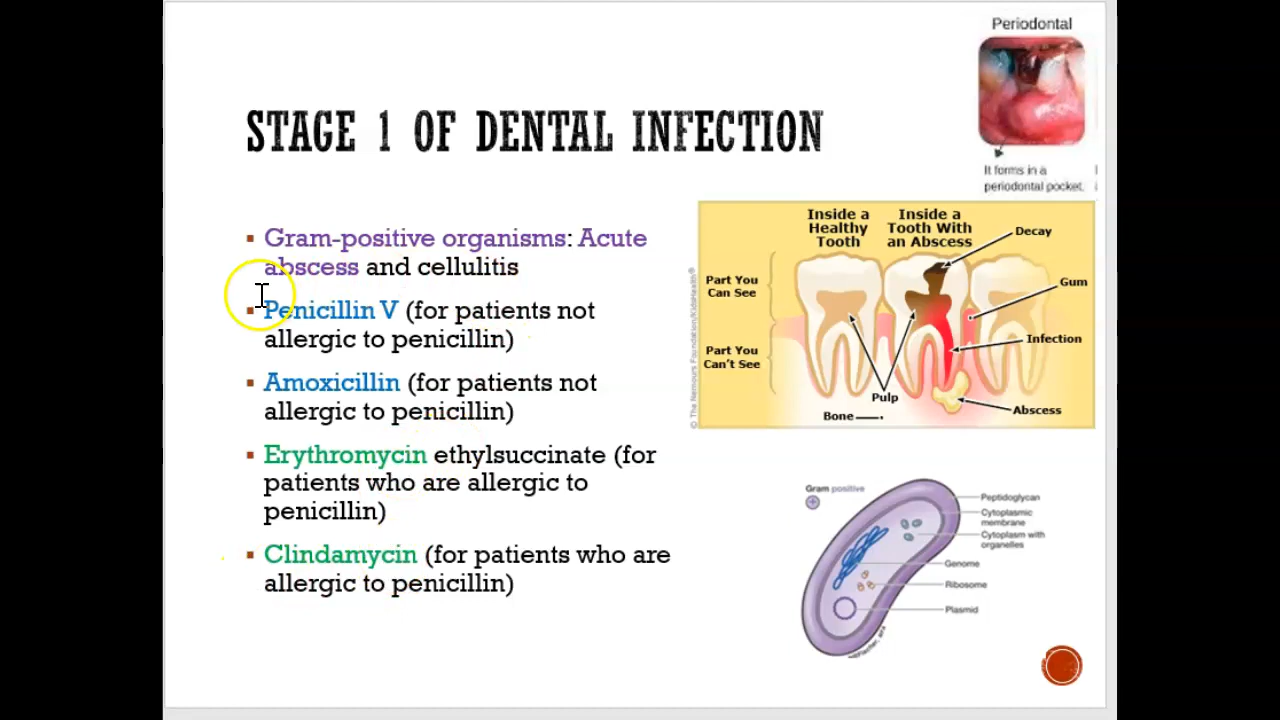 Periodontal
It forms in a
periodontal pocket.
STAGE 1 OF DENTAL INFECTION
Gram-positive organisms: Acute
abscess and cellulitis
Penicillin V (for patients not
allergic to penicillin)
Amoxicillin (for patients not
allergic to penicillin)
Erythromycin ethylsuccinate (for
patients who are allergic to
penicillin)
Clindamycin (for patients who are
allergic to penicillin)
Inside a
Healthy
Tooth
Inside a
Tooth With
an Abscess
Decay
Gum
Infection
Abscess
Part You
Can See
Part You
Can't See
Pulp
Bone
© The Nemours Foundation/KidsHealth®
Gram positive
Peptidoglycan
Cytoplasmic
membrane
Cytoplasm with
organelles
Genome
Ribosome
Plasmid